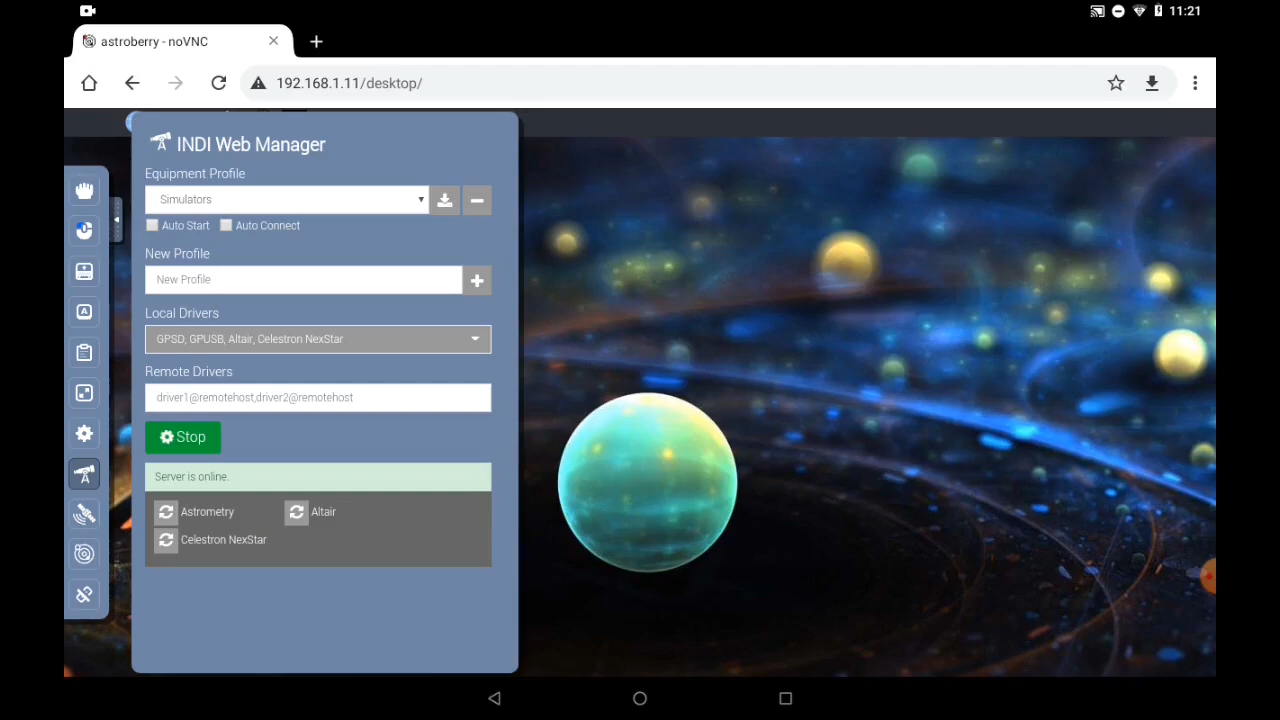 11:21
astroberry - noVNC
192.168.1.11/desktop/
INDI Web Manager
Equipment Profile
Simulators
Auto Start Auto Connect
New Profile
New Profile
Local Drivers
GPSD, GPUSB, Altair, Celestron NexStar
Remote Drivers
driver1@remotehost,driver2@remotehost
Stop
Server is online.
Astrometry Altair
Celestron NexStar
A